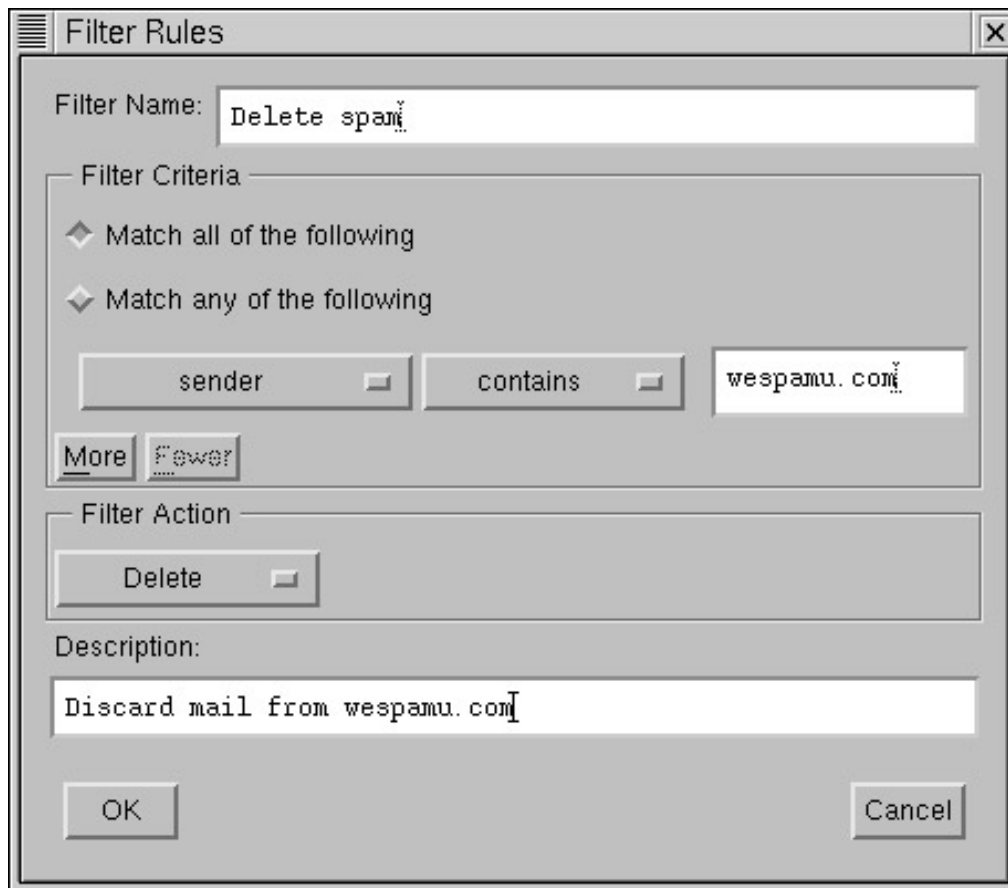 Filter Rules
Filter Name: Delete spam
Filter Criteria
Match all of the following
Match any of the following
sender contains wespamu.com
More Fewer
Filter Action
Delete
Description:
Discard mail from wespamu.com
OK Cancel